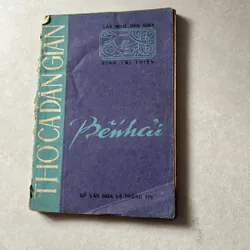 VĂN NGHỆ DÂN GIAN
BÌNH TRỊ THIÊN
THƠ CA DÂN GIAN
Bến hải
SỞ VĂN HÓA VÀ THÔNG TIN